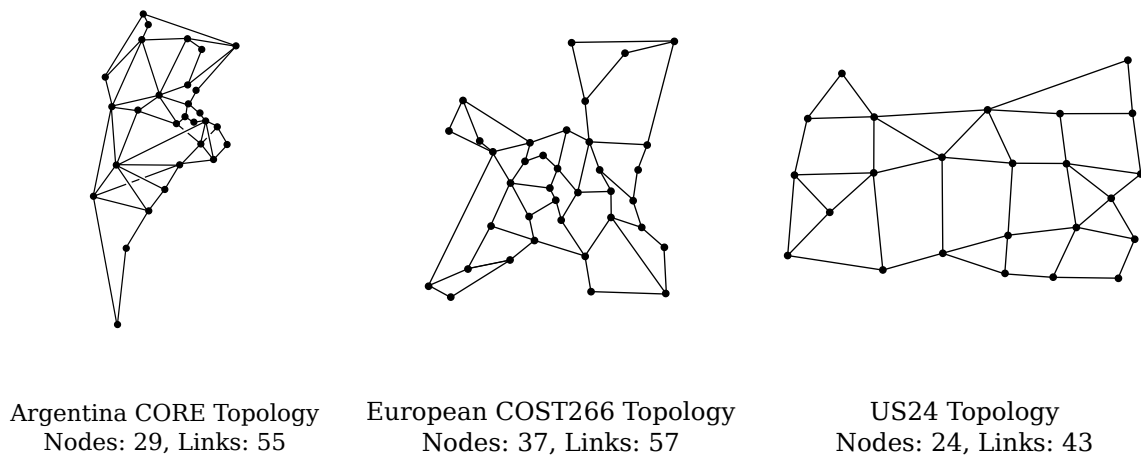 Argentina CORE Topology
Nodes: 29, Links: 55
European COST266 Topology
Nodes: 37, Links: 57
US24 Topology
Nodes: 24, Links: 43